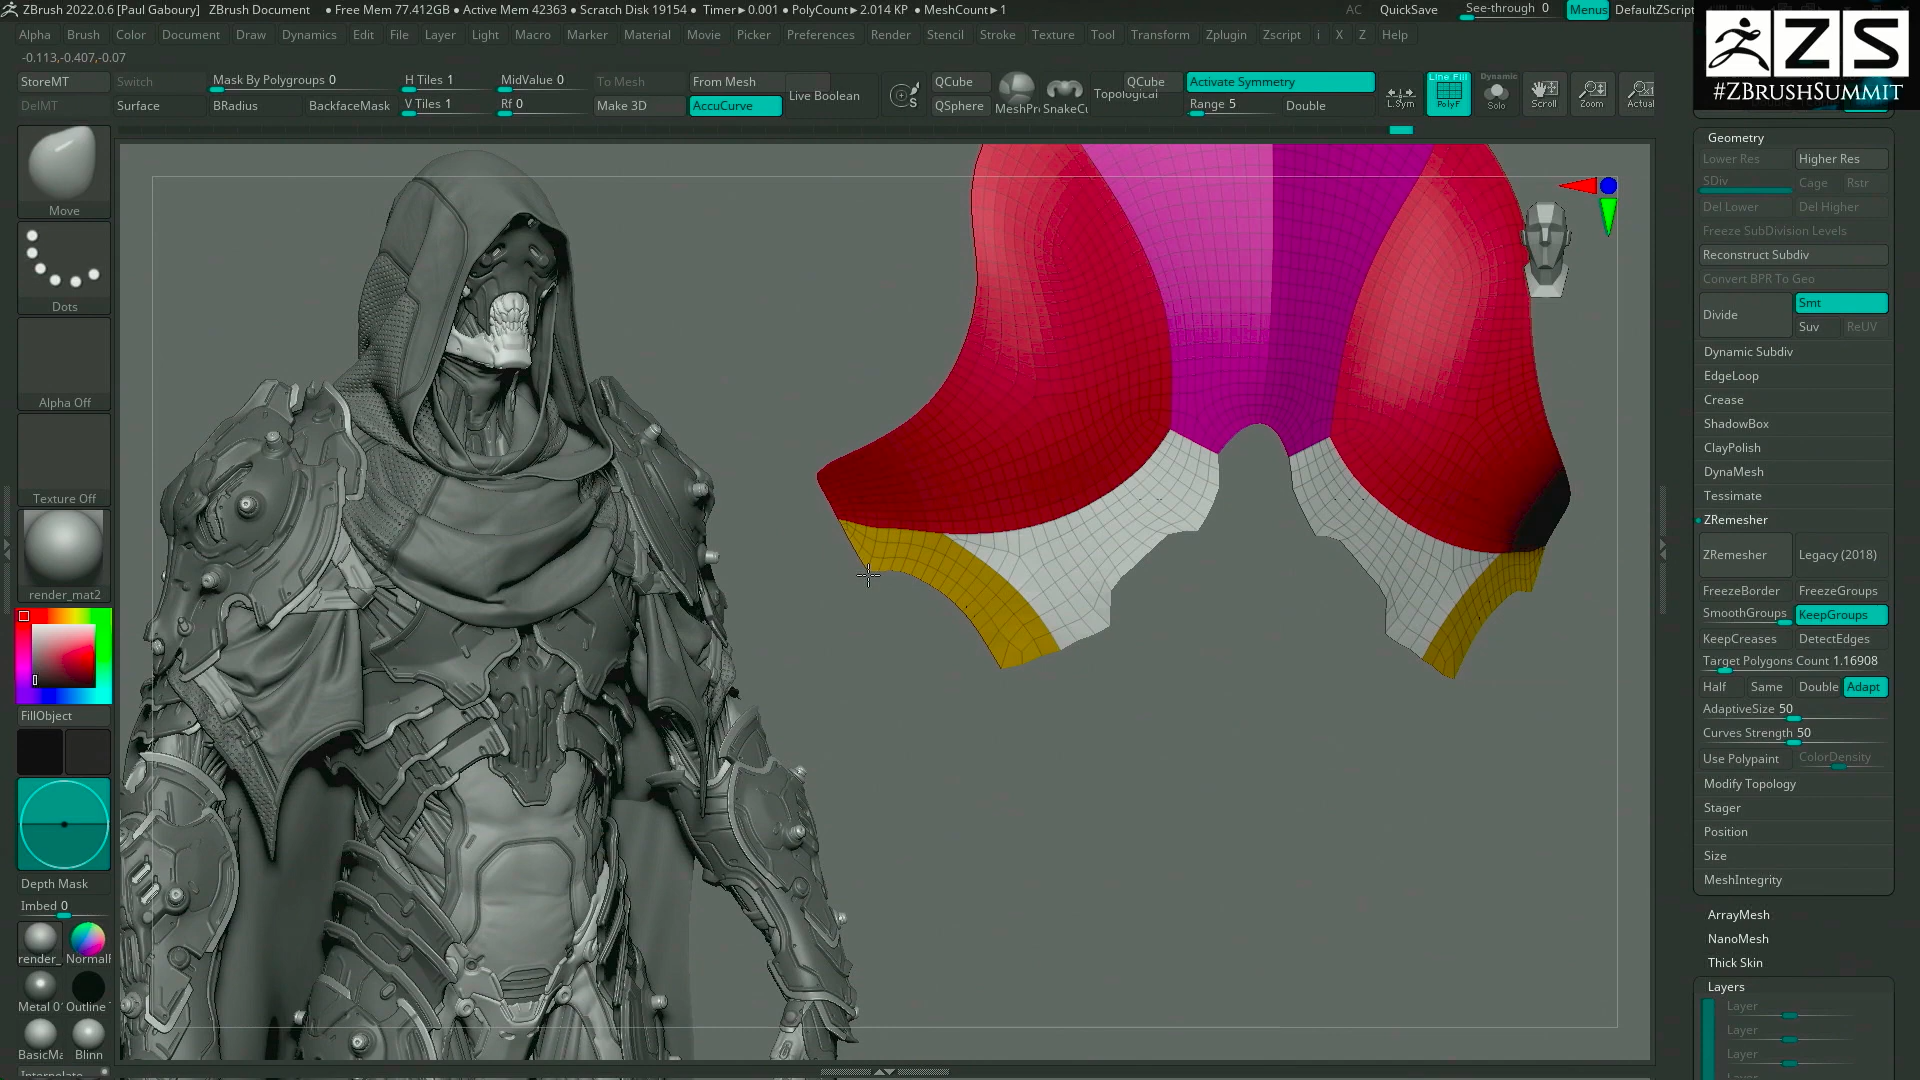 ZBrush 2022.0.6 [Paul Gaboury] ZBrush Document • Free Mem 77.412GB • Active Mem 42363 • Scratch Disk 19154 • Timer▸0.001 • PolyCount▸2.014 KP • MeshCount▸1 AC QuickSave See-through 0 Menus DefaultZScript
Alpha Brush Color Document Draw Dynamics Edit File Layer Light Macro Marker Material Movie Picker Preferences Render Stencil Stroke Texture Tool Transform Zplugin Zscript i X Z Help
ZS
#ZBrushSummit
-0.113,-0.407,-0.07
StoreMT Switch Mask By Polygroups 0 H Tiles 1 MidValue 0 To Mesh From Mesh Live Boolean QCube QCube Activate Symmetry
DelMT Surface BRadius BackfaceMask V Tiles 1 Rf 0 Make 3D AccuCurve QSphere MeshPr SnakeCu Topological Range 5 Double
L.Sym Line Fill PolyF Dynamic Solo Scroll Zoom Actual
Move
Dots
Alpha Off
Texture Off
render_mat2
FillObject
Depth Mask
Imbed 0
render_ NormalR
Metal 01 Outline
BasicMa Blinn
Interpolate
Geometry
Lower Res Higher Res
SDiv Cage Rstr
Del Lower Del Higher
Freeze SubDivision Levels
Reconstruct Subdiv
Convert BPR To Geo
Divide Smt
Suv ReUV
Dynamic Subdiv
EdgeLoop
Crease
ShadowBox
ClayPolish
DynaMesh
Tessimate
ZRemesher
ZRemesher Legacy (2018)
FreezeBorder FreezeGroups
SmoothGroups KeepGroups
KeepCreases DetectEdges
Target Polygons Count 1.16908
Half Same Double Adapt
AdaptiveSize 50
Curves Strength 50
Use Polypaint ColorDensity
Modify Topology
Stager
Position
Size
MeshIntegrity
ArrayMesh
NanoMesh
Thick Skin
Layers
Layer
Layer
Layer